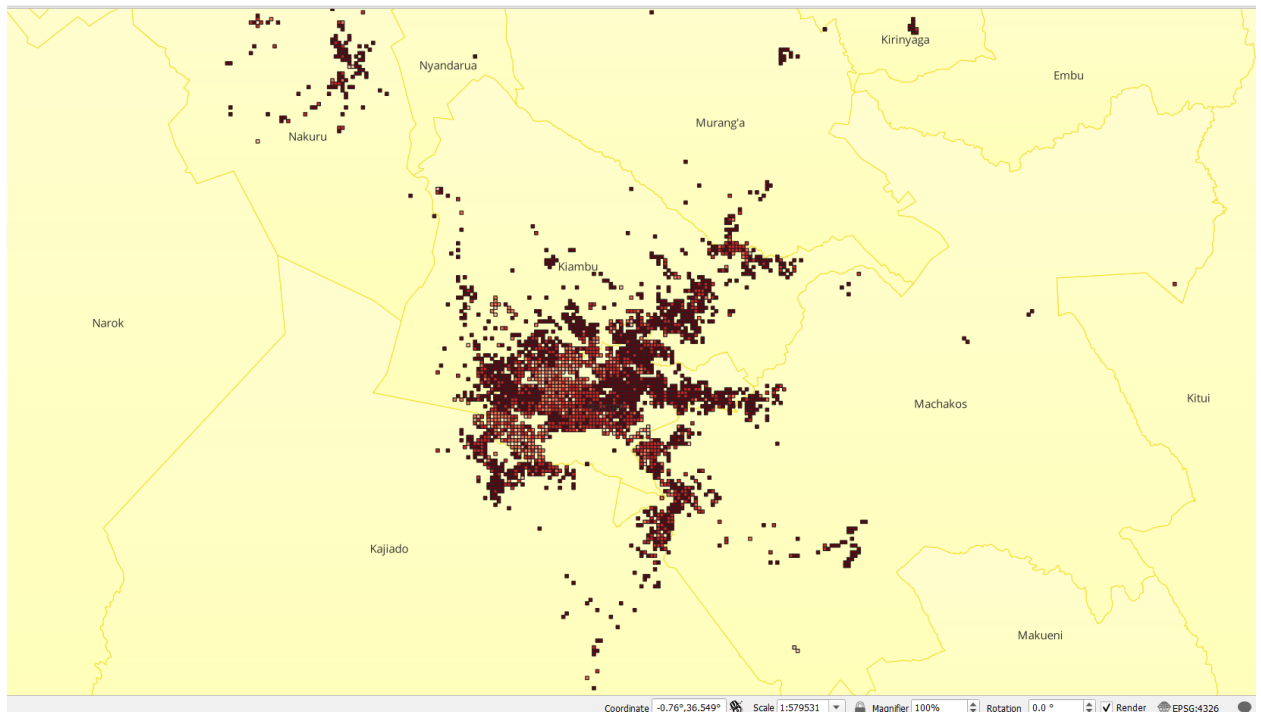 Kirinyaga
Nyandarua
Embu
Murang'a
Nakuru
Kiambu
Narok
Kitui
Machakos
Kajiado
Makueni
Coordinate -0.76°,36.549° Scale 1:579531 Magnifier 100% Rotation 0.0 ° Render EPSG:4326